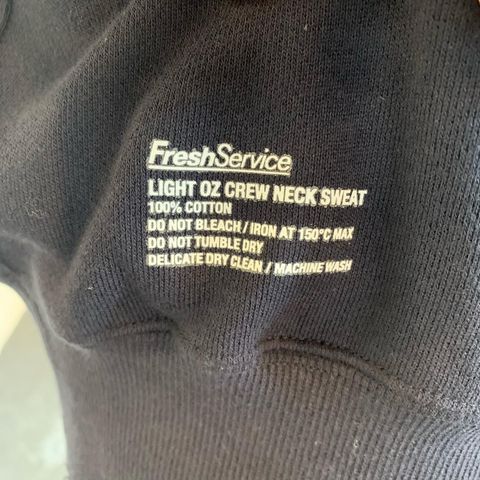 FreshService
LIGHT OZ CREW NECK SWEAT
100% COTTON
DO NOT BLEACH / IRON AT 150°C MAX
DO NOT TUMBLE DRY
DELICATE DRY CLEAN / MACHINE WASH